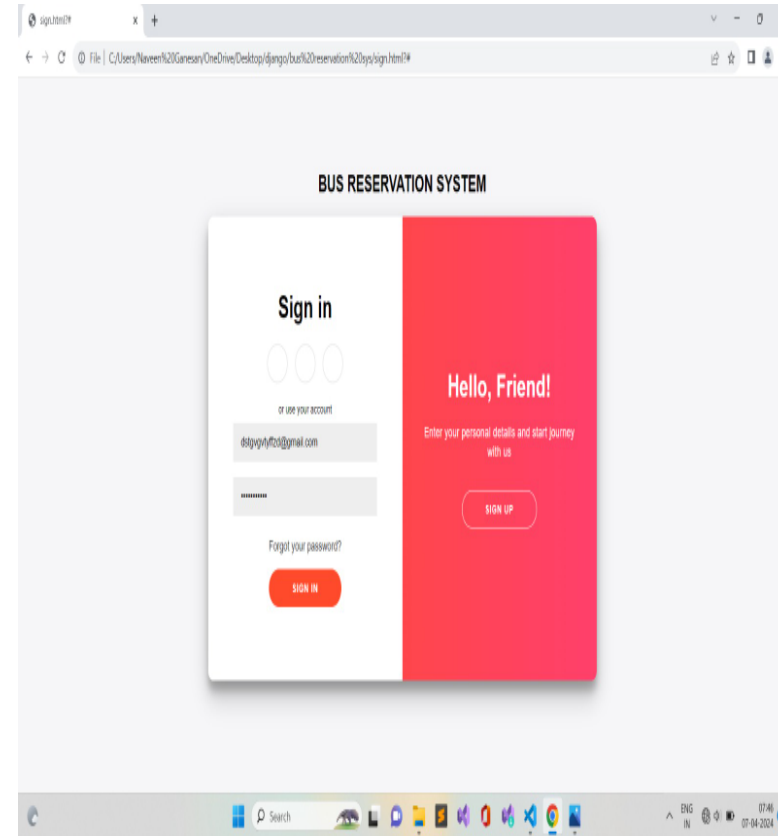 sign.html?#
File | C:/Users/Naveen%20Ganesan/OneDrive/Desktop/django/bus%20reservation%20sys/sign.html?#
BUS RESERVATION SYSTEM
Sign in
or use your account
Forgot your password?
SIGN IN
Hello, Friend!
Enter your personal details and start journey
with us
SIGN UP
Search
ENG
IN
07:46
07-04-2024